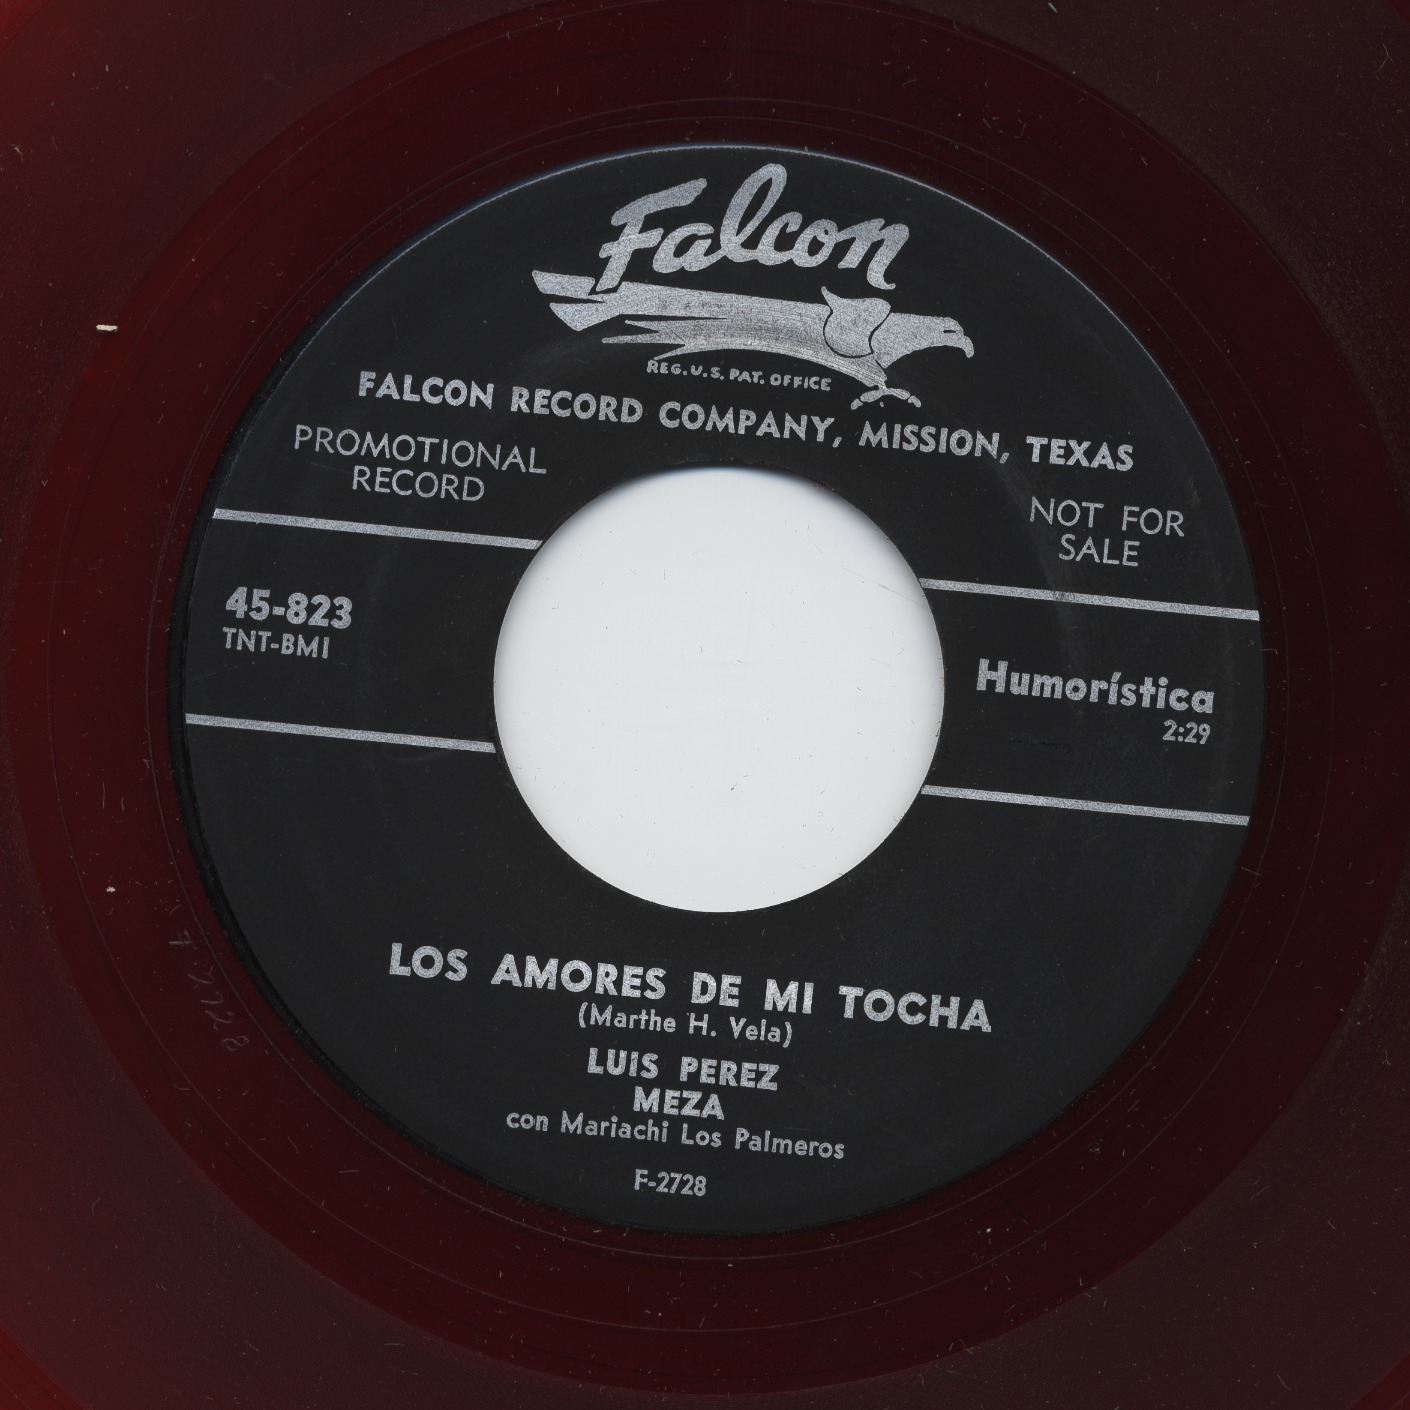 Falcon
REG. U.S. PAT. OFFICE
FALCON RECORD COMPANY, MISSION, TEXAS
PROMOTIONAL
RECORD
NOT FOR
SALE
45-823
TNT-BMI
Humorística
2:29
LOS AMORES DE MI TOCHA
(Marthe H. Vela)
LUIS PEREZ
MEZA
con Mariachi Los Palmeros
F-2728